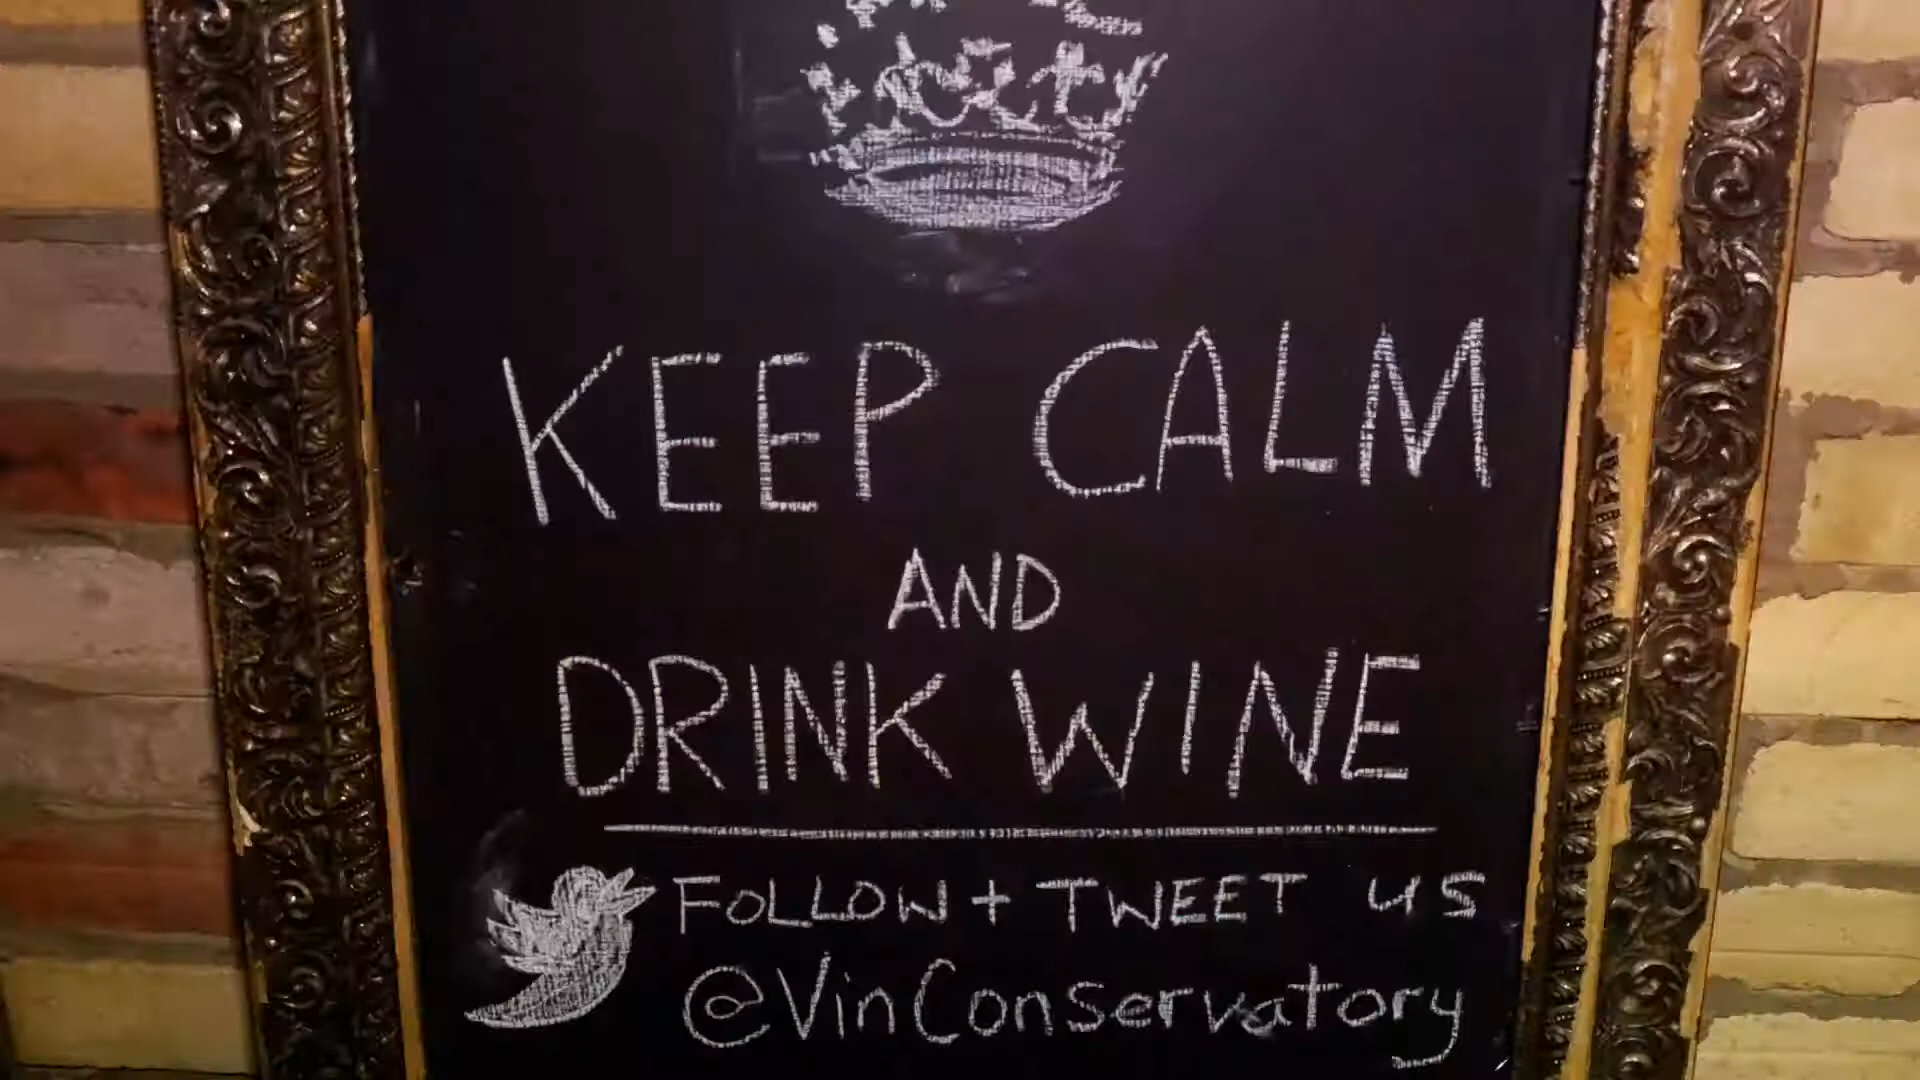 KEEP CALM
AND
DRINK WINE
FOLLOW + TWEET US
@VinConservatory